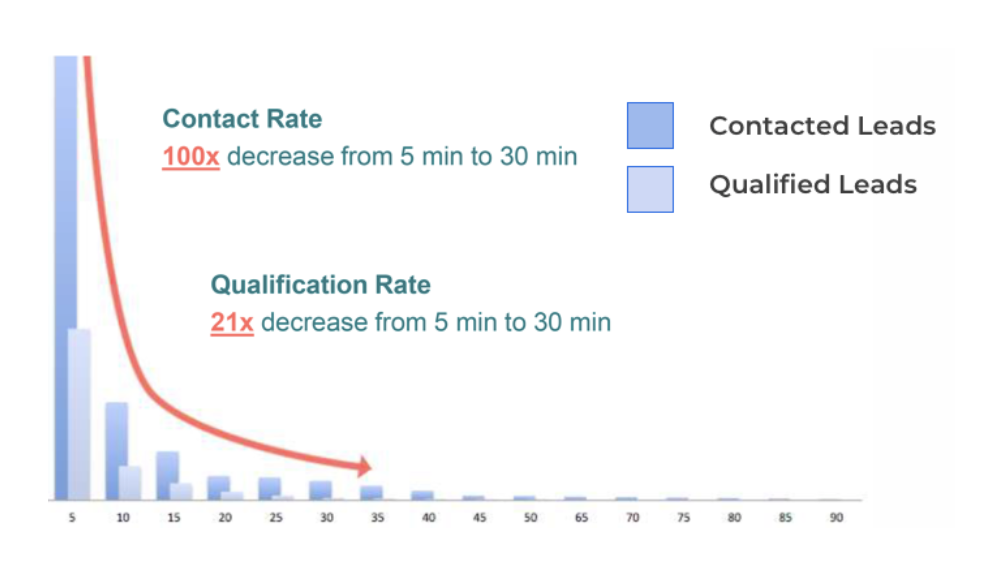 Contact Rate
100x decrease from 5 min to 30 min
Contacted Leads
Qualified Leads
Qualification Rate
21x decrease from 5 min to 30 min
5 10 15 20 25 30 35 40 45 50 65 70 75 80 85 90